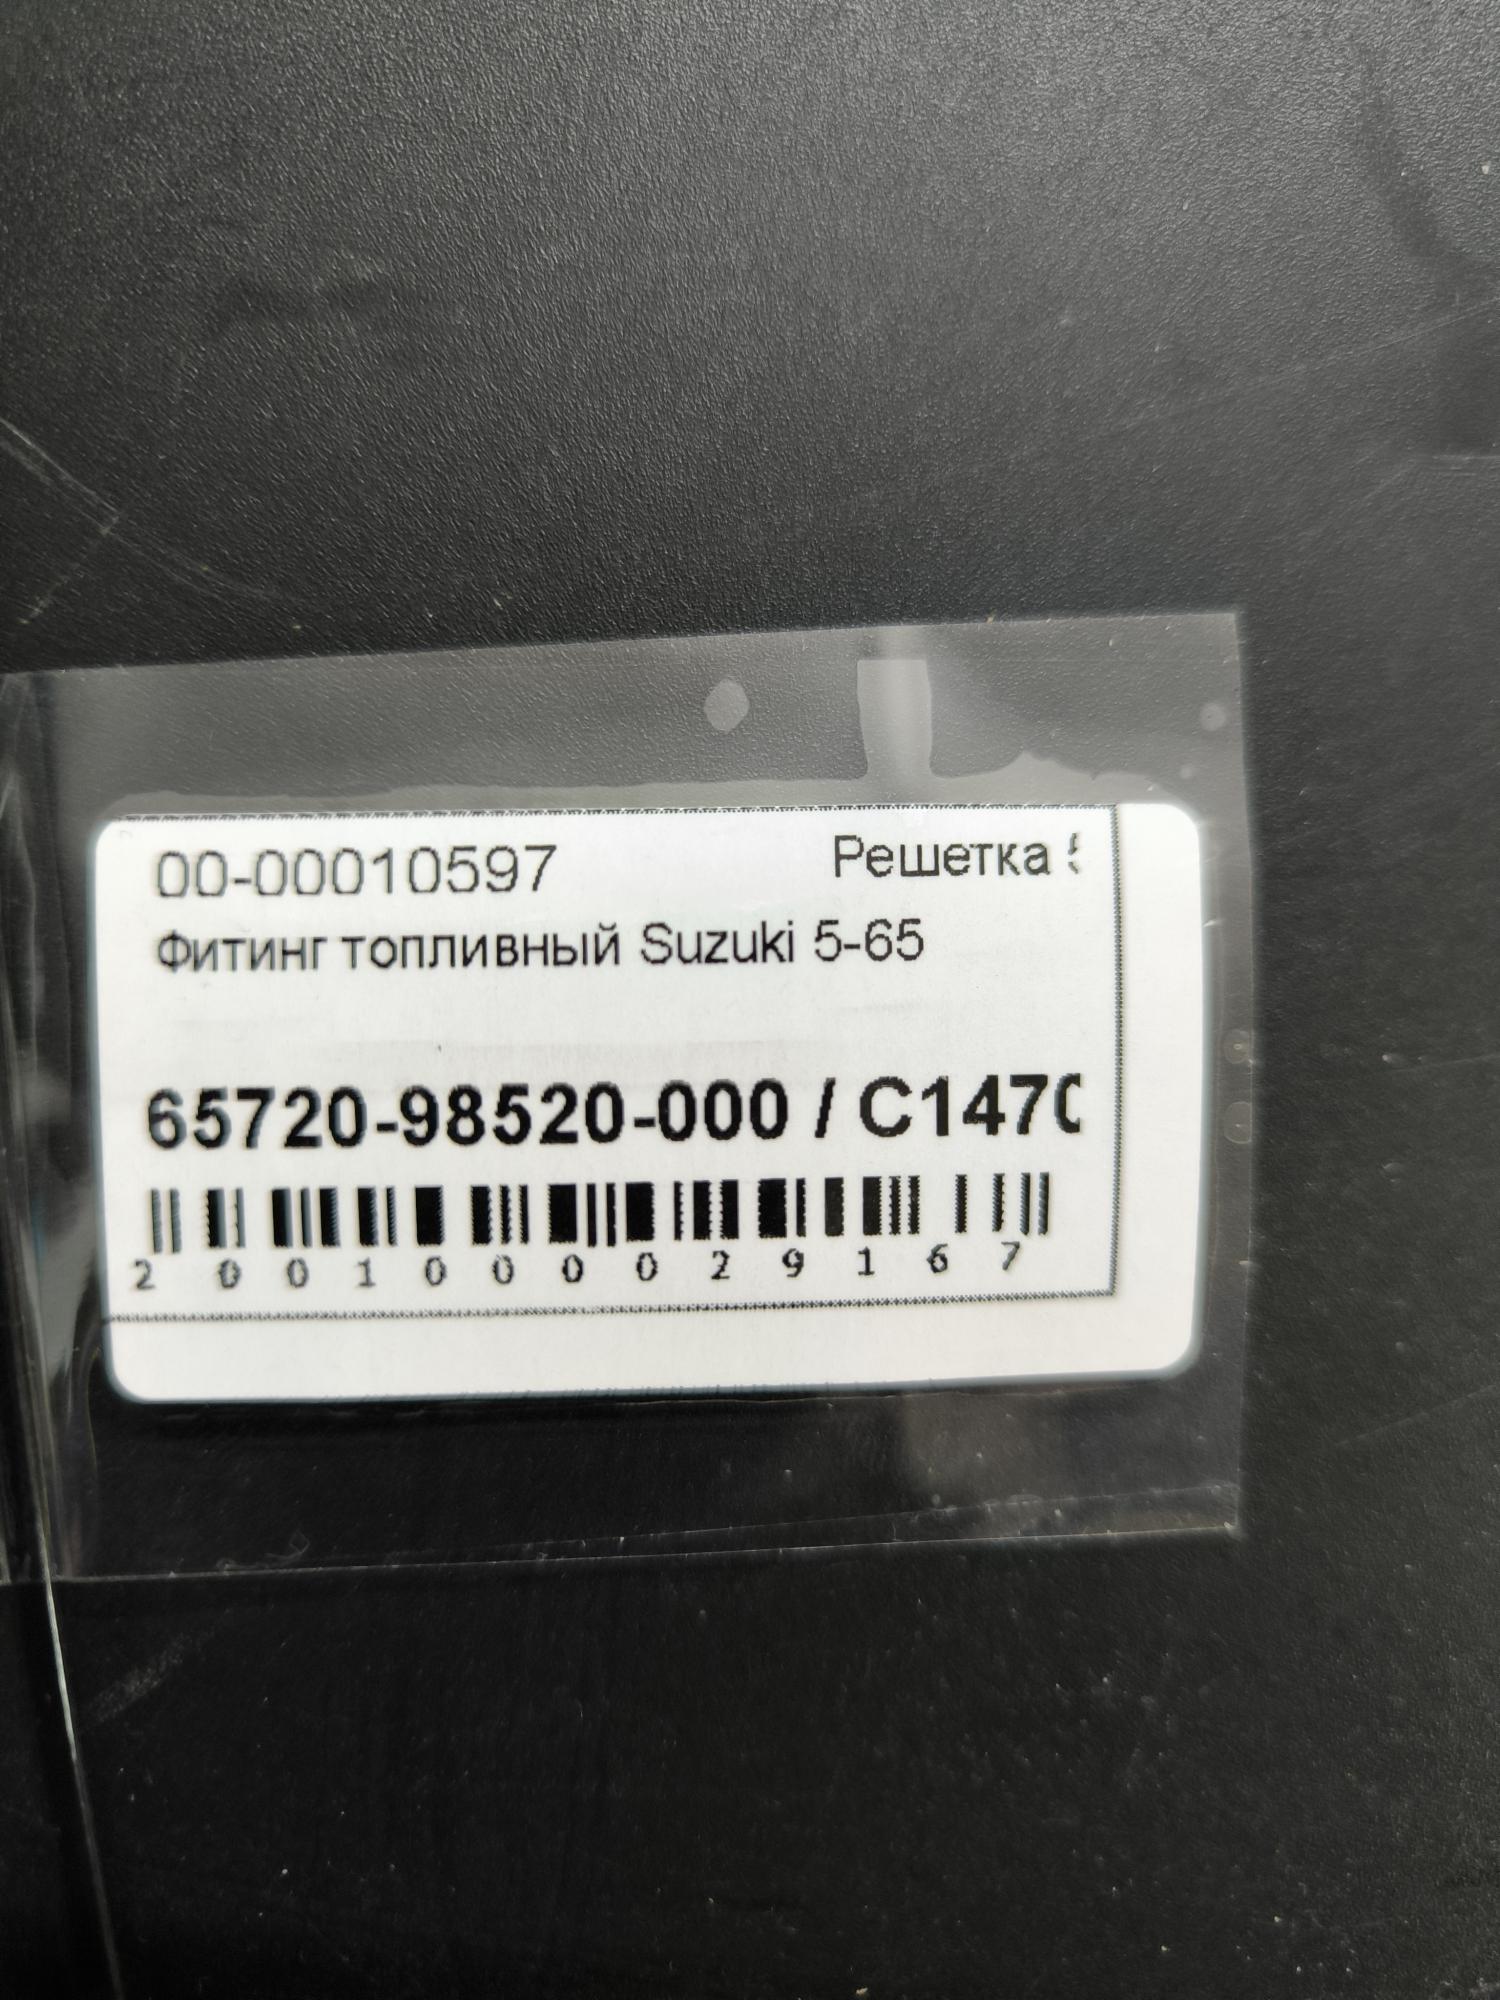 00-00010597 Решетка
Фитинг топливный Suzuki 5-65
65720-98520-000 / C147
2001000029167